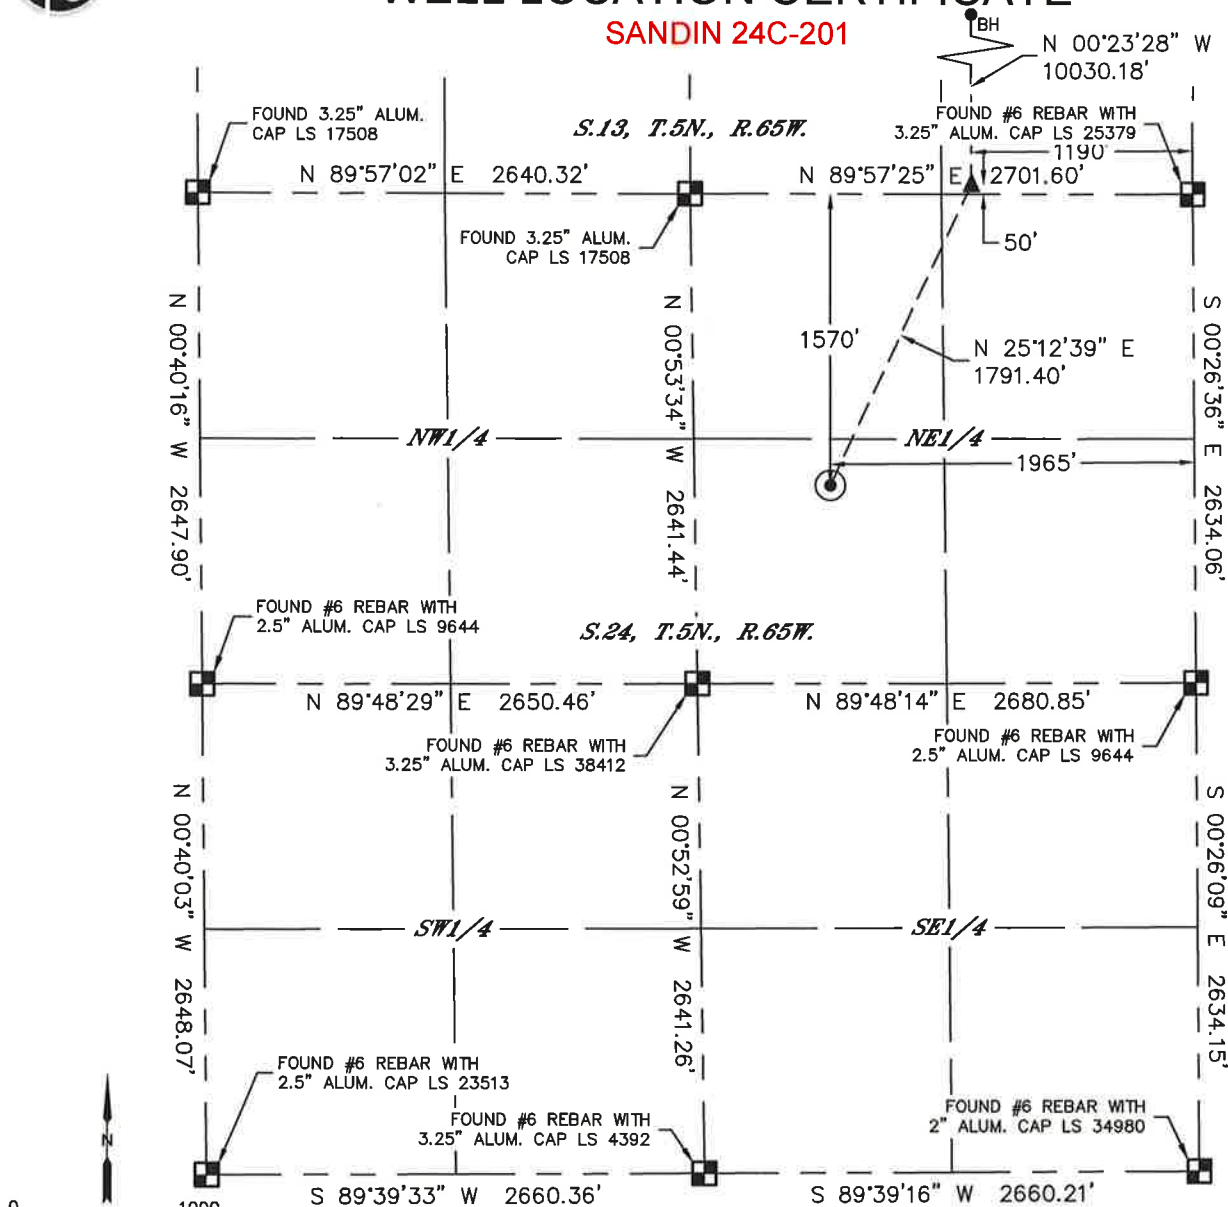 WELL LOCATION CERTIFICATE
SANDIN 24C-201
BH
N 00°23'28" W
10030.18'
FOUND 3.25" ALUM.
CAP LS 17508
S.13, T.5N., R.65W.
FOUND #6 REBAR WITH
3.25" ALUM. CAP LS 25379
1190'
N 89°57'02" E 2640.32'
N 89°57'25" E 2701.60'
FOUND 3.25" ALUM.
CAP LS 17508
50'
N 00°40'16" W 2647.90'
N 00°53'34" W 2641.44'
1570'
N 25°12'39" E
1791.40'
S 00°26'36" E 2634.06'
NW1/4
NE1/4
1965'
FOUND #6 REBAR WITH
2.5" ALUM. CAP LS 9644
S.24, T.5N., R.65W.
N 89°48'29" E 2650.46'
N 89°48'14" E 2680.85'
FOUND #6 REBAR WITH
3.25" ALUM. CAP LS 38412
FOUND #6 REBAR WITH
2.5" ALUM. CAP LS 9644
N 00°40'03" W 2648.07'
N 00°52'59" W 2641.26'
S 00°26'09" E 2634.15'
SW1/4
SE1/4
FOUND #6 REBAR WITH
2.5" ALUM. CAP LS 23513
FOUND #6 REBAR WITH
3.25" ALUM. CAP LS 4392
FOUND #6 REBAR WITH
2" ALUM. CAP LS 34980
N
S 89°39'33" W 2660.36'
S 89°39'16" W 2660.21'
0 1000